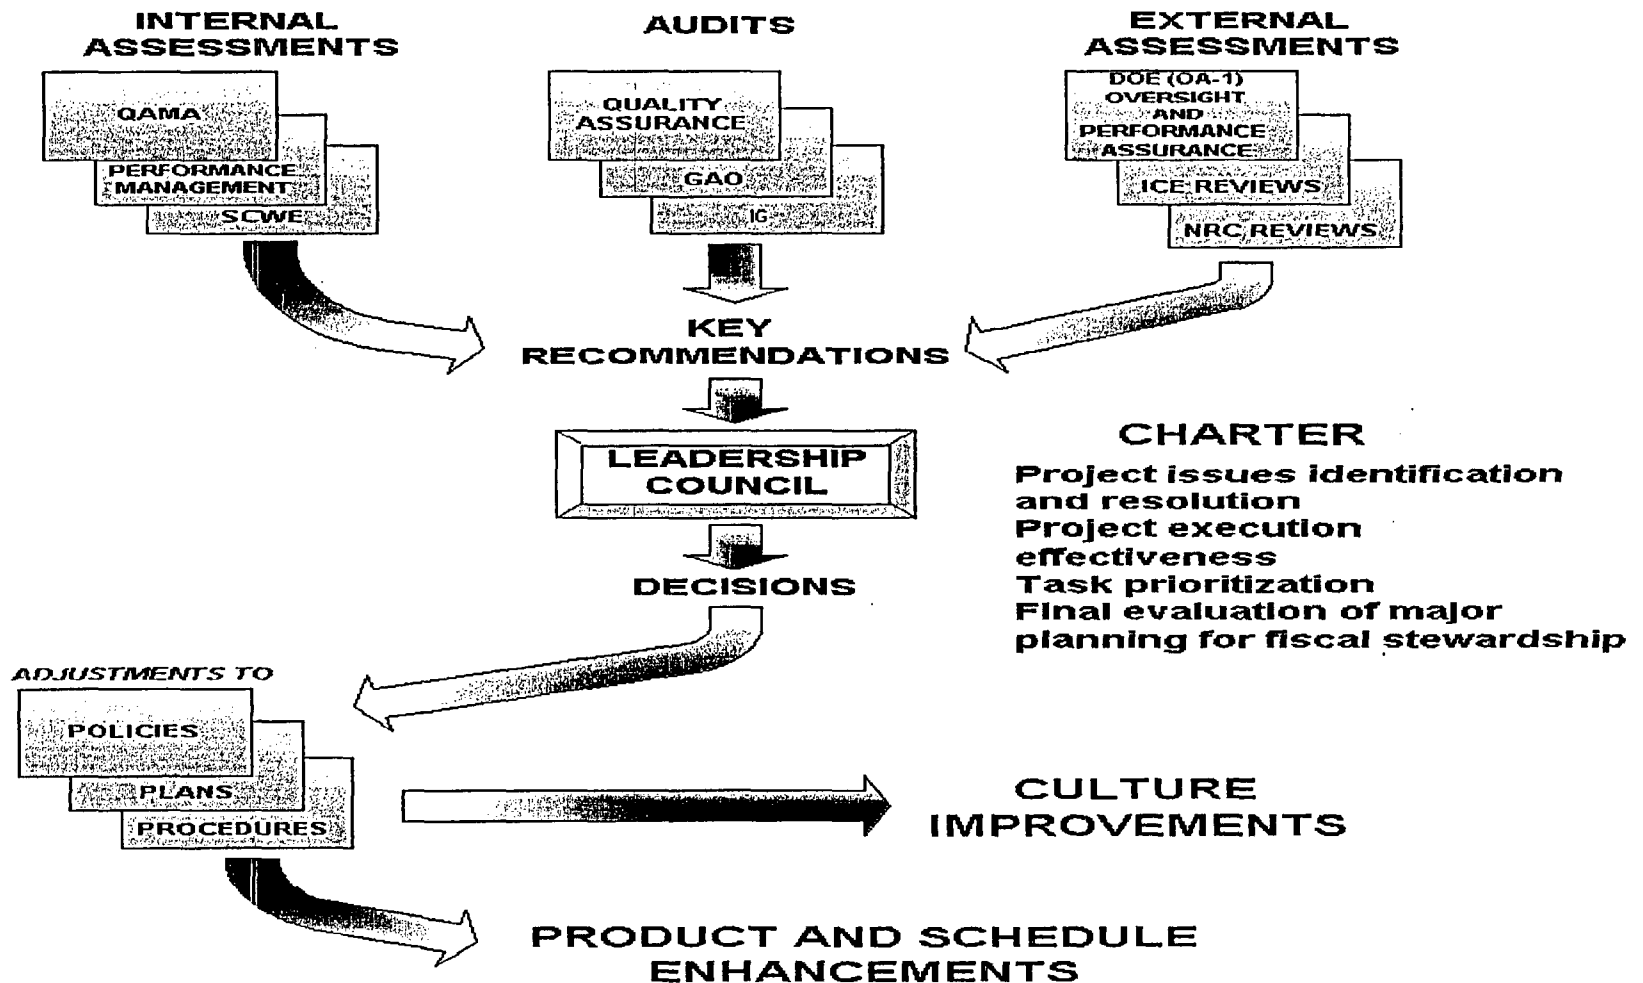 INTERNAL
ASSESSMENTS
QAMA
PERFORMANCE
MANAGEMENT
SCWE
AUDITS
QUALITY
ASSURANCE
GAO
IG
EXTERNAL
ASSESSMENTS
DOE (OA-1)
OVERSIGHT
AND
PERFORMANCE
ASSURANCE
ICE REVIEWS
NRC REVIEWS
KEY
RECOMMENDATIONS
LEADERSHIP
COUNCIL
CHARTER
Project issues identification
and resolution
Project execution
effectiveness
Task prioritization
Final evaluation of major
planning for fiscal stewardship
DECISIONS
ADJUSTMENTS TO
POLICIES
PLANS
PROCEDURES
CULTURE
IMPROVEMENTS
PRODUCT AND SCHEDULE
ENHANCEMENTS